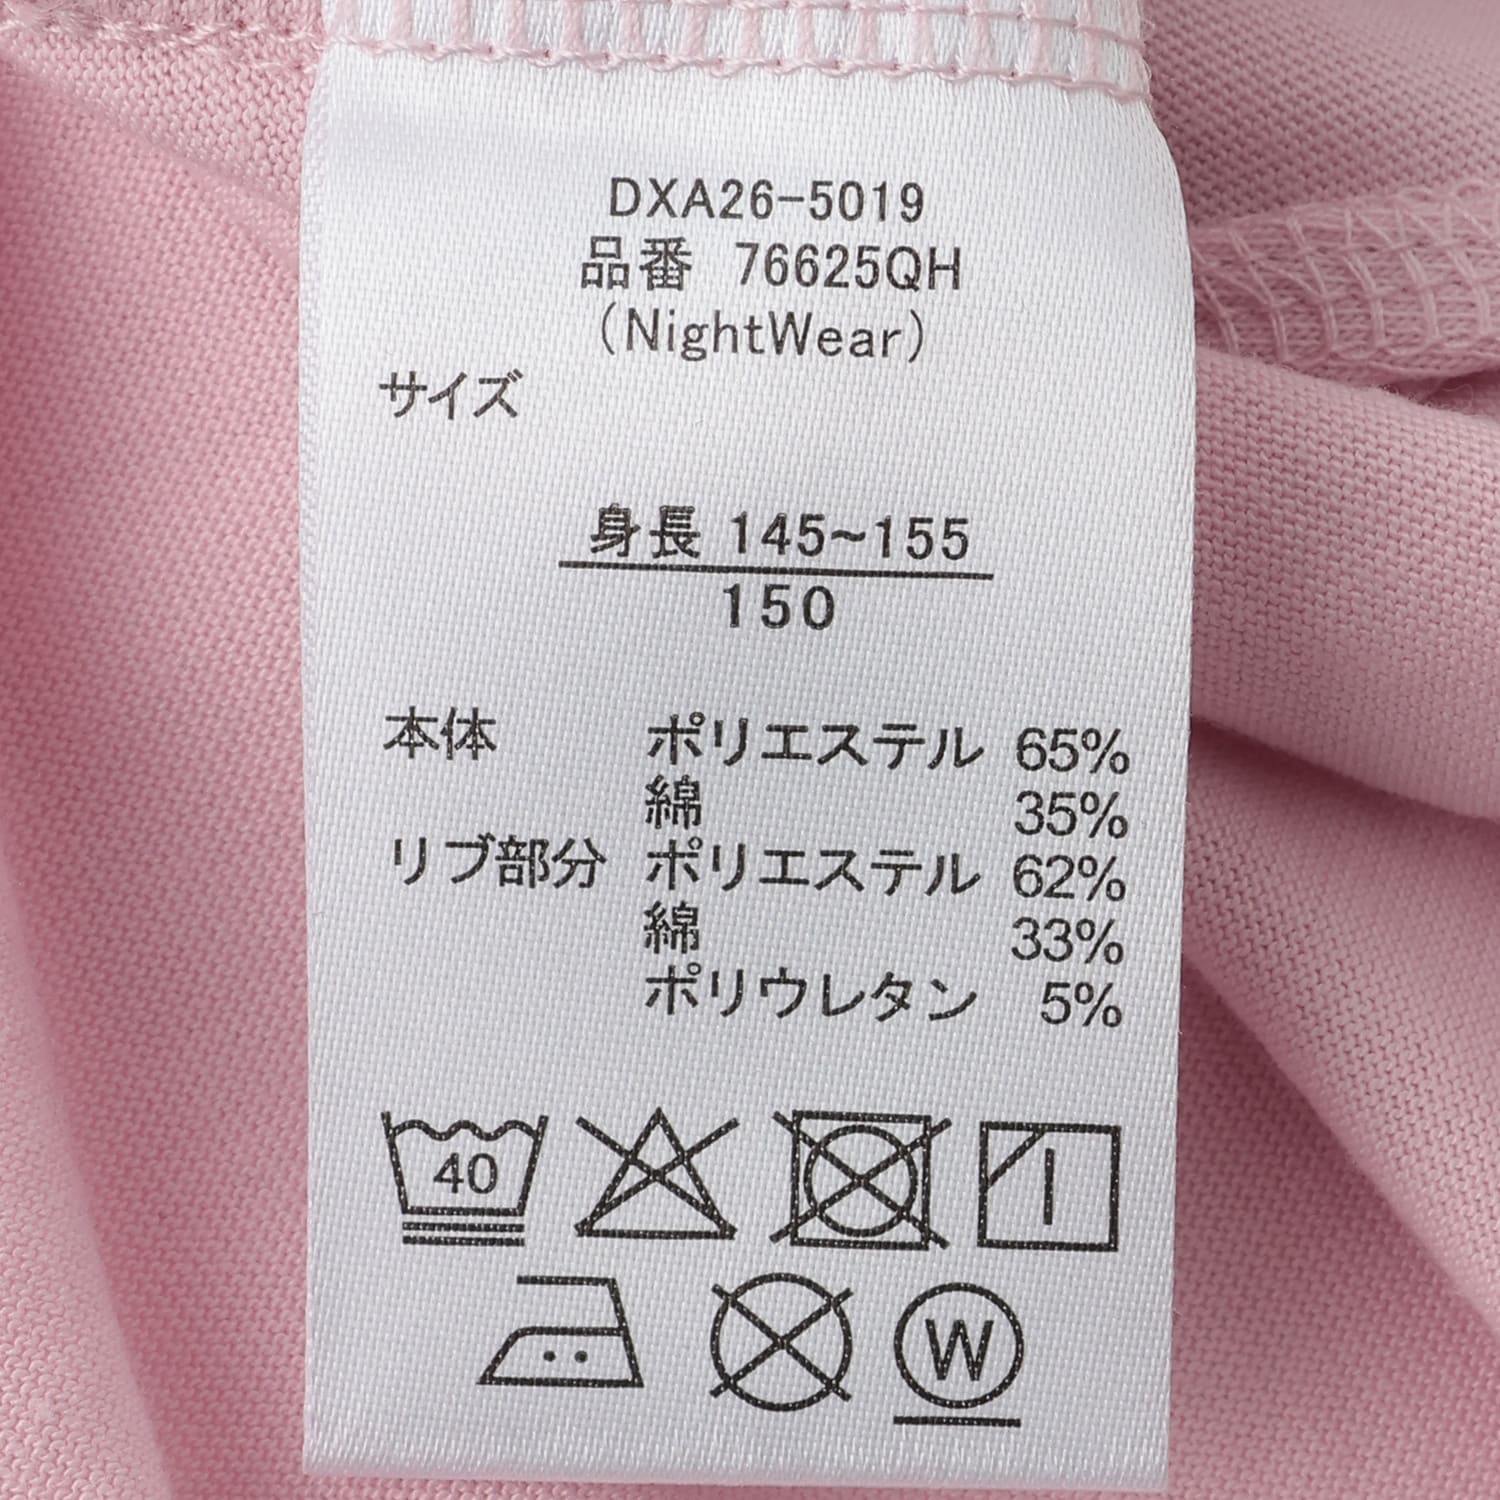 DXA26-5019
品番 76625QH
(NightWear)
サイズ
身長 145~155
150
本体 ポリエステル 65%
綿 35%
リブ部分 ポリエステル 62%
綿 33%
ポリウレタン 5%
40
W